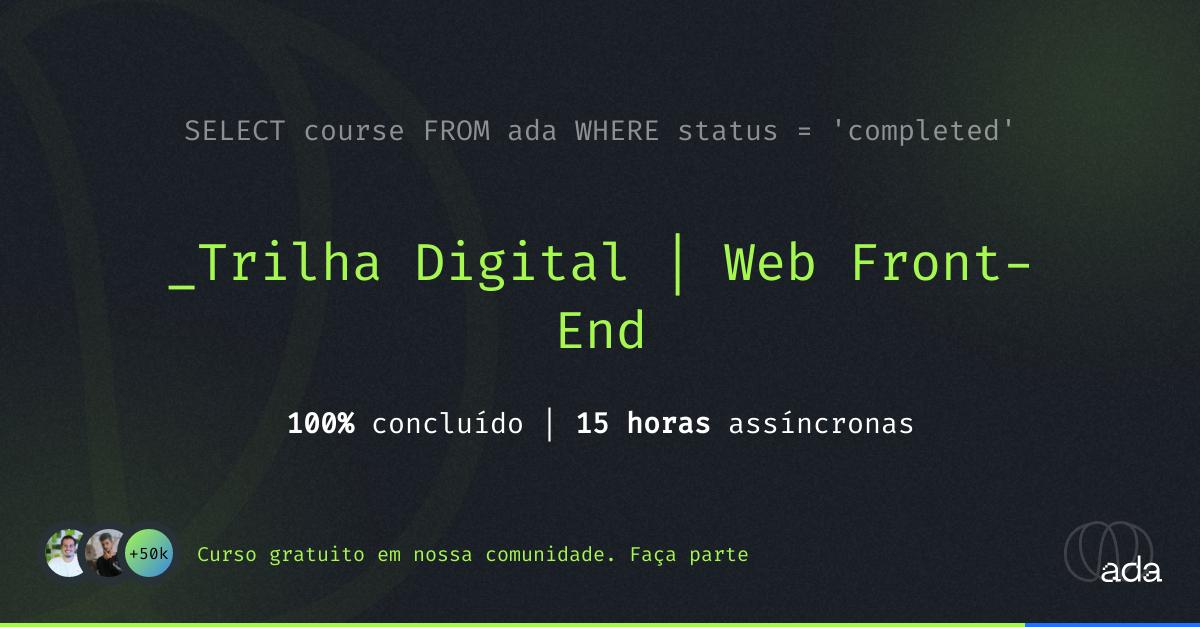 SELECT course FROM ada WHERE status = 'completed'
_Trilha Digital | Web Front-
End
100% concluído | 15 horas assíncronas
+50k
Curso gratuito em nossa comunidade. Faça parte
ada